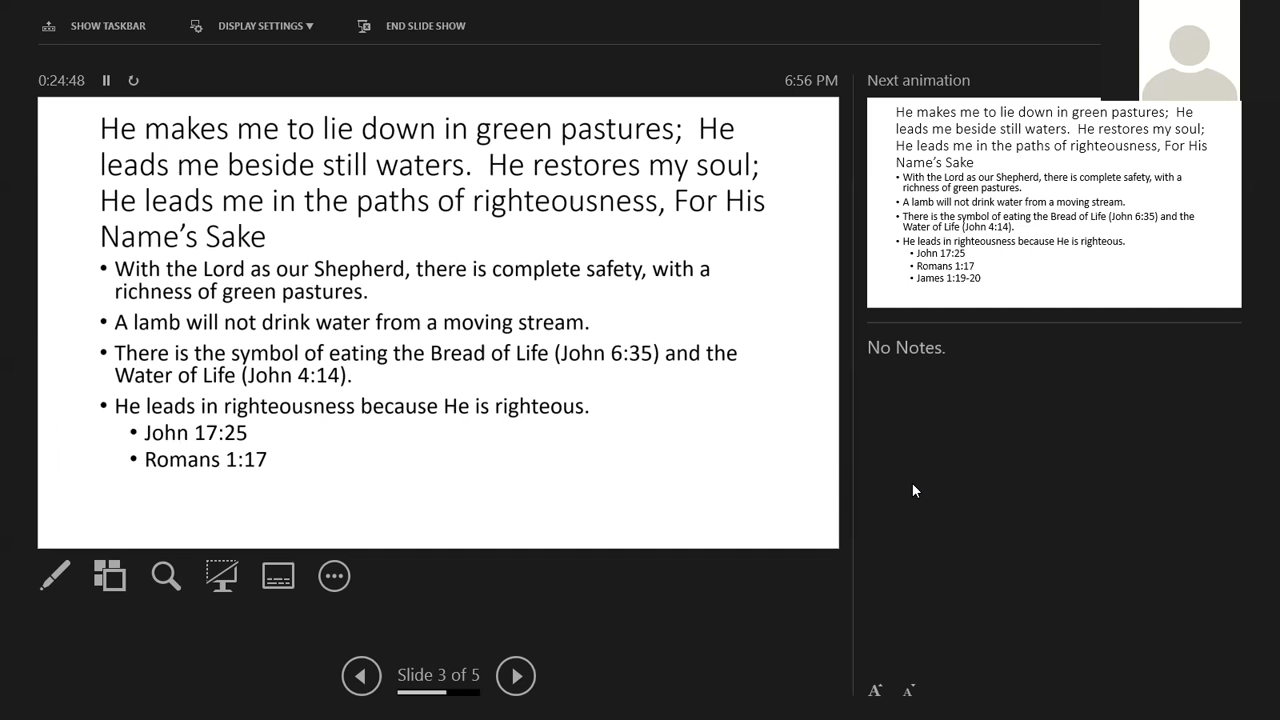 SHOW TASKBAR
DISPLAY SETTINGS ▼
END SLIDE SHOW
0:24:48
6:56 PM
He makes me to lie down in green pastures;  He
leads me beside still waters.  He restores my soul;
He leads me in the paths of righteousness, For His
Name’s Sake
• With the Lord as our Shepherd, there is complete safety, with a
richness of green pastures.
• A lamb will not drink water from a moving stream.
• There is the symbol of eating the Bread of Life (John 6:35) and the
Water of Life (John 4:14).
• He leads in righteousness because He is righteous.
• John 17:25
• Romans 1:17
Slide 3 of 5
Next animation
He makes me to lie down in green pastures;  He
leads me beside still waters.  He restores my soul;
He leads me in the paths of righteousness, For His
Name’s Sake
• With the Lord as our Shepherd, there is complete safety, with a
richness of green pastures.
• A lamb will not drink water from a moving stream.
• There is the symbol of eating the Bread of Life (John 6:35) and the
Water of Life (John 4:14).
• He leads in righteousness because He is righteous.
• John 17:25
• Romans 1:17
• James 1:19-20
No Notes.
A A